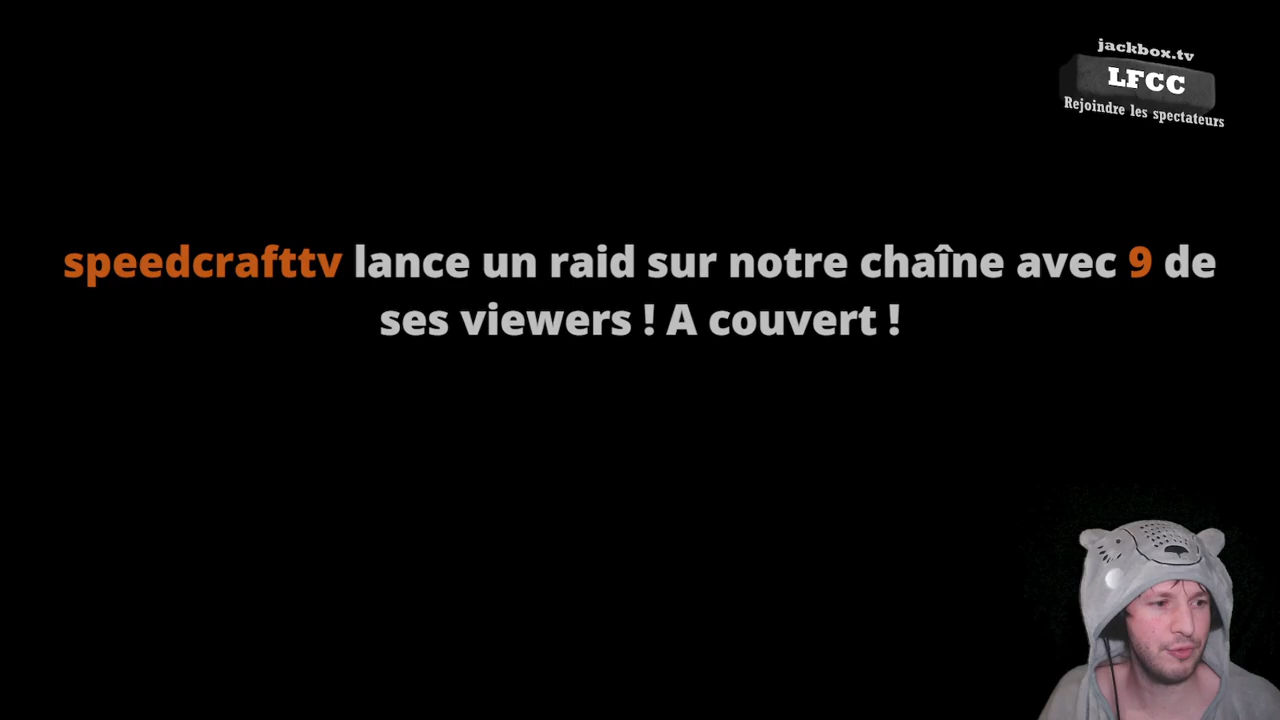 jackbox.tv
LFCC
Rejoindre les spectateurs
speedcrafttv lance un raid sur notre chaîne avec 9 de
ses viewers ! A couvert !